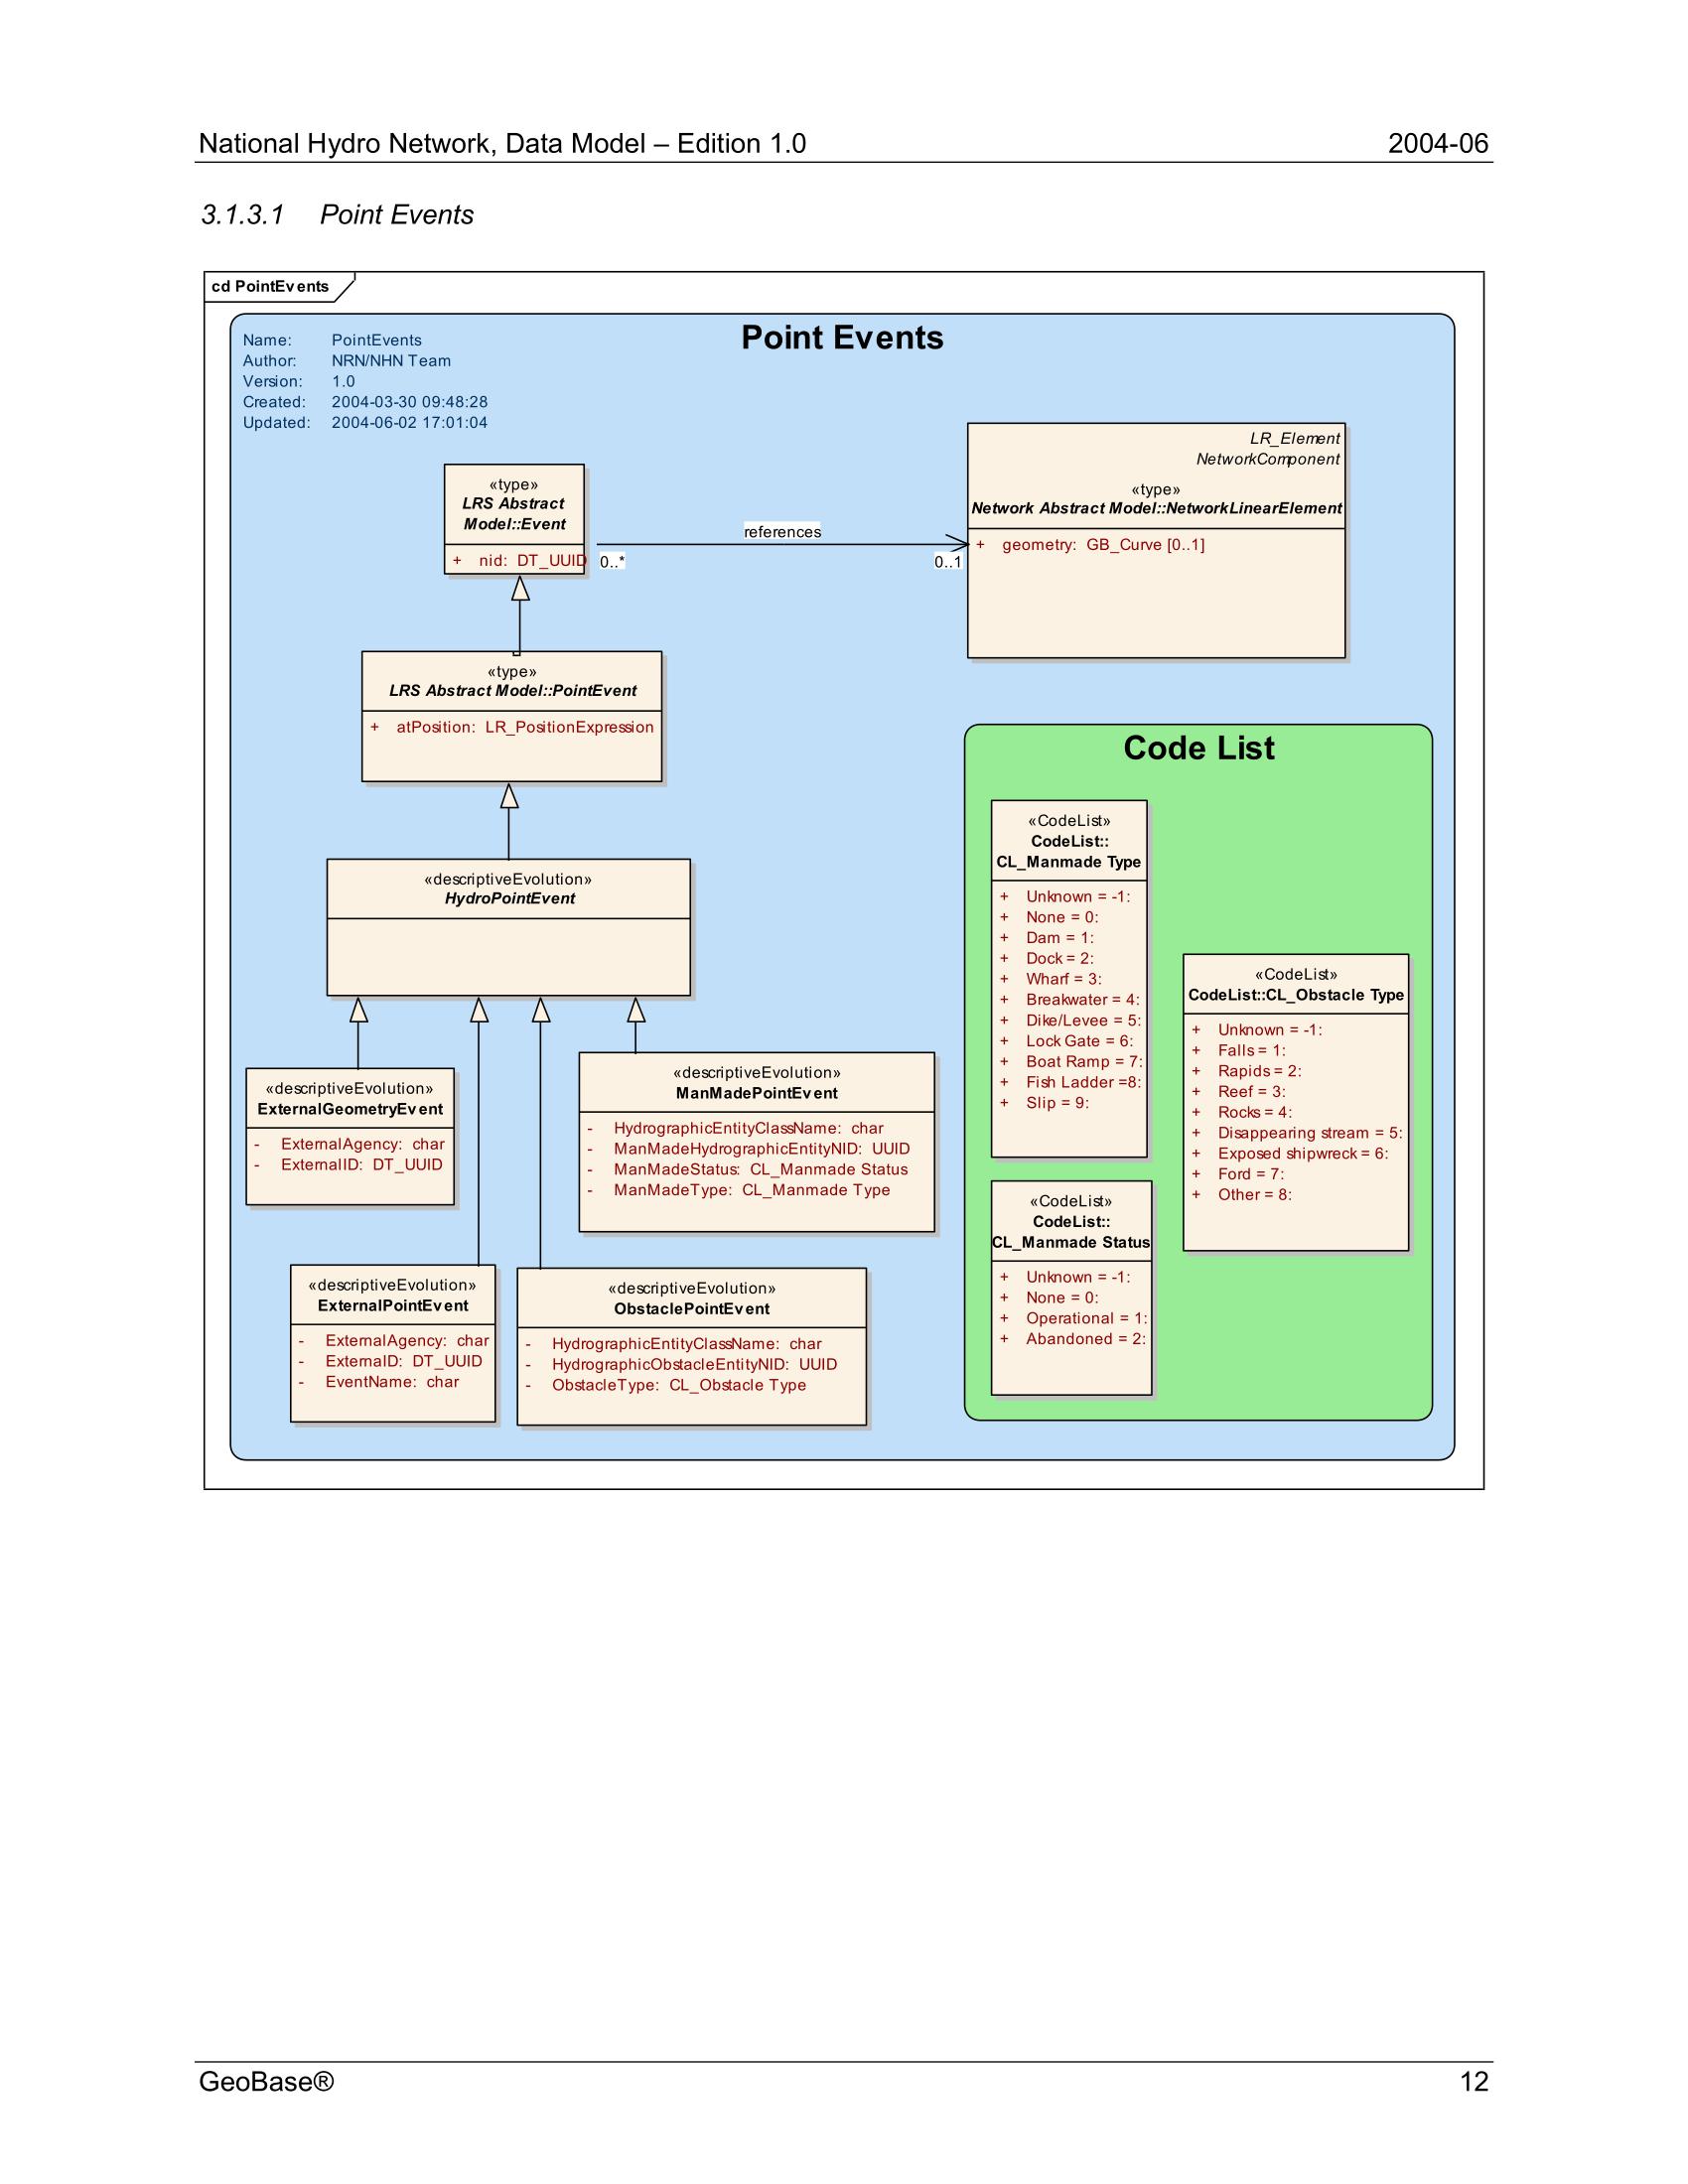 National Hydro Network, Data Model – Edition 1.0 2004-06
3.1.3.1 Point Events
cd PointEvents
Point Events
Name: PointEvents
Author: NRN/NHN Team
Version: 1.0
Created: 2004-03-30 09:48:28
Updated: 2004-06-02 17:01:04
«type»
LRS Abstract
Model::Event
+ nid: DT_UUID
references
0..*
0..1
LR_Element
NetworkComponent
«type»
Network Abstract Model::NetworkLinearElement
+ geometry: GB_Curve [0..1]
«type»
LRS Abstract Model::PointEvent
+ atPosition: LR_PositionExpression
«descriptiveEvolution»
HydroPointEvent
«descriptiveEvolution»
ExternalGeometryEvent
- ExternalAgency: char
- ExternalID: DT_UUID
«descriptiveEvolution»
ManMadePointEvent
- HydrographicEntityClassName: char
- ManMadeHydrographicEntityNID: UUID
- ManMadeStatus: CL_Manmade Status
- ManMadeType: CL_Manmade Type
«descriptiveEvolution»
ExternalPointEvent
- ExternalAgency: char
- ExternalD: DT_UUID
- EventName: char
«descriptiveEvolution»
ObstaclePointEvent
- HydrographicEntityClassName: char
- HydrographicObstacleEntityNID: UUID
- ObstacleType: CL_Obstacle Type
Code List
«CodeList»
CodeList::
CL_Manmade Type
+ Unknown = -1:
+ None = 0:
+ Dam = 1:
+ Dock = 2:
+ Wharf = 3:
+ Breakwater = 4:
+ Dike/Levee = 5:
+ Lock Gate = 6:
+ Boat Ramp = 7:
+ Fish Ladder =8:
+ Slip = 9:
«CodeList»
CodeList::CL_Obstacle Type
+ Unknown = -1:
+ Falls = 1:
+ Rapids = 2:
+ Reef = 3:
+ Rocks = 4:
+ Disappearing stream = 5:
+ Exposed shipwreck = 6:
+ Ford = 7:
+ Other = 8:
«CodeList»
CodeList::
CL_Manmade Status
+ Unknown = -1:
+ None = 0:
+ Operational = 1:
+ Abandoned = 2:
GeoBase® 12